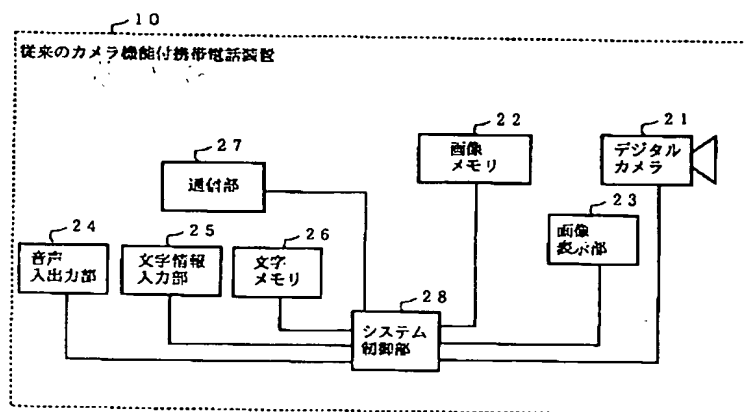 10
従来のカメラ機能付携帯電話装置
22
画像
メモリ
21
デジタル
カメラ
27
通付部
23
画像
表示部
24
音声
入出力部
25
文字情報
入力部
26
文字
メモリ
28
システム
制御部